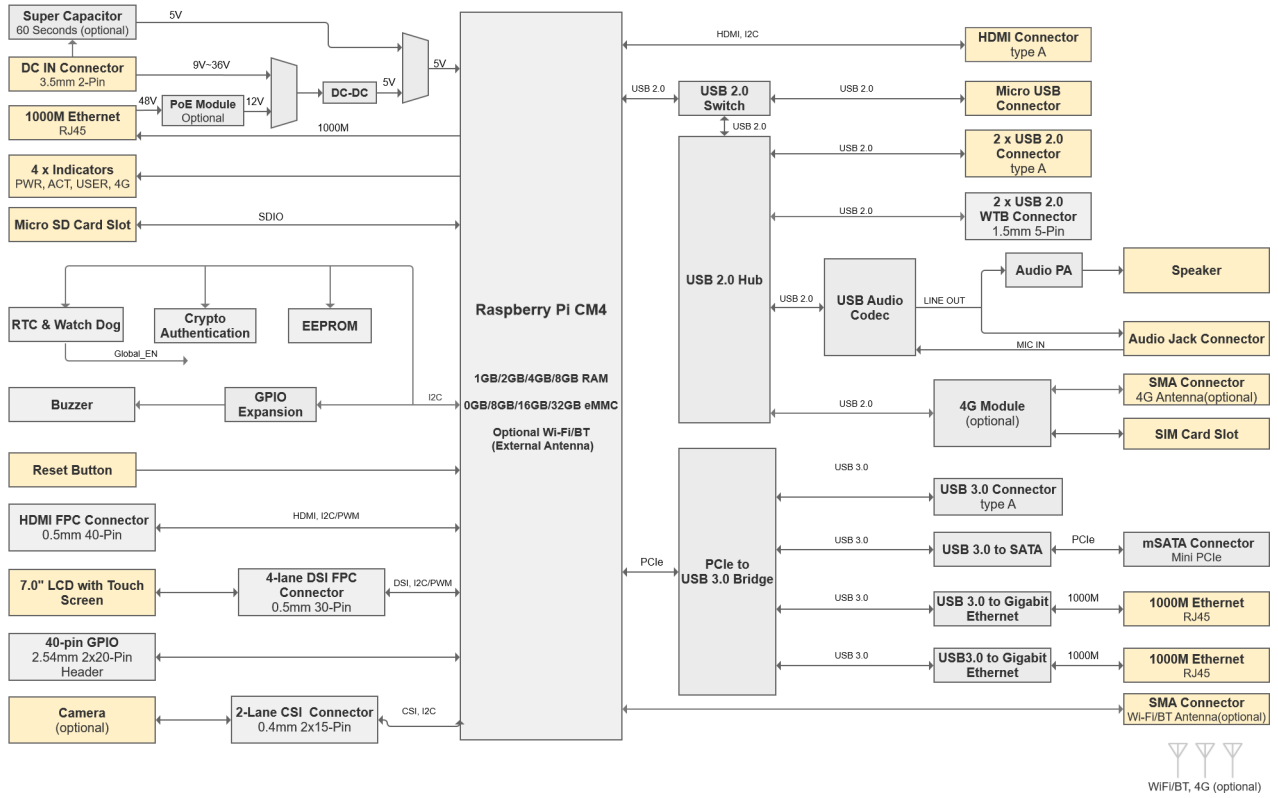 Super Capacitor
60 Seconds (optional)
5V
DC IN Connector
3.5mm 2-Pin
9V~36V
5V
5V
DC-DC
48V
PoE Module
Optional
12V
1000M Ethernet
RJ45
1000M
4 x Indicators
PWR, ACT, USER, 4G
Micro SD Card Slot
SDIO
RTC & Watch Dog
Crypto
Authentication
EEPROM
Global_EN
Buzzer
GPIO
Expansion
I2C
Reset Button
HDMI FPC Connector
0.5mm 40-Pin
HDMI, I2C/PWM
7.0" LCD with Touch
Screen
4-lane DSI FPC
Connector
0.5mm 30-Pin
DSI, I2C/PWM
40-pin GPIO
2.54mm 2x20-Pin
Header
Camera
(optional)
2-Lane CSI Connector
0.4mm 2x15-Pin
CSI, I2C
Raspberry Pi CM4
1GB/2GB/4GB/8GB RAM
0GB/8GB/16GB/32GB eMMC
Optional Wi-Fi/BT
(External Antenna)
HDMI, I2C
HDMI Connector
type A
USB 2.0
USB 2.0
Switch
USB 2.0
Micro USB
Connector
USB 2.0
USB 2.0 Hub
USB 2.0
2 x USB 2.0
Connector
type A
USB 2.0
2 x USB 2.0
WTB Connector
1.5mm 5-Pin
USB 2.0
USB Audio
Codec
LINE OUT
Audio PA
Speaker
Audio Jack Connector
MIC IN
USB 2.0
4G Module
(optional)
SMA Connector
4G Antenna(optional)
SIM Card Slot
PCIe
PCIe to
USB 3.0 Bridge
USB 3.0
USB 3.0 Connector
type A
USB 3.0
USB 3.0 to SATA
PCIe
mSATA Connector
Mini PCIe
USB 3.0
USB 3.0 to Gigabit
Ethernet
1000M
1000M Ethernet
RJ45
USB 3.0
USB3.0 to Gigabit
Ethernet
1000M
1000M Ethernet
RJ45
SMA Connector
Wi-Fi/BT Antenna(optional)
WiFi/BT, 4G (optional)